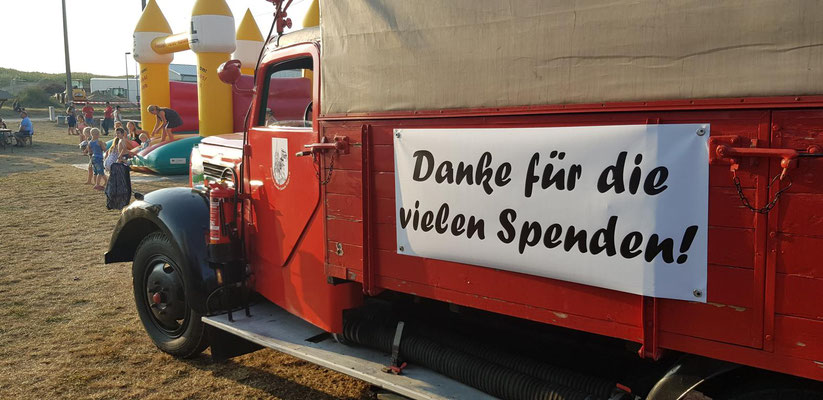 Danke für die
vielen Spenden!